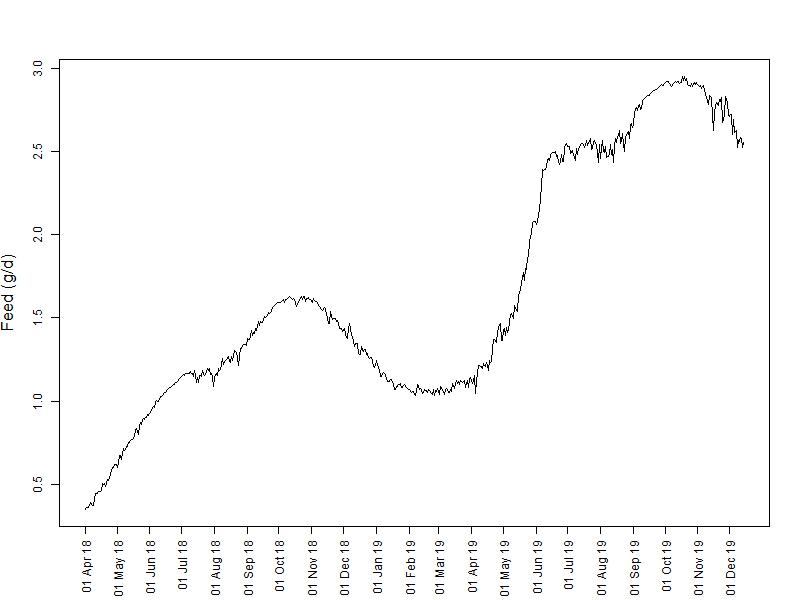 Feed (g/d)
3.0
2.5
2.0
1.5
1.0
0.5
01 Apr 18
01 May 18
01 Jun 18
01 Jul 18
01 Aug 18
01 Sep 18
01 Oct 18
01 Nov 18
01 Dec 18
01 Jan 19
01 Feb 19
01 Mar 19
01 Apr 19
01 May 19
01 Jun 19
01 Jul 19
01 Aug 19
01 Sep 19
01 Oct 19
01 Nov 19
01 Dec 19